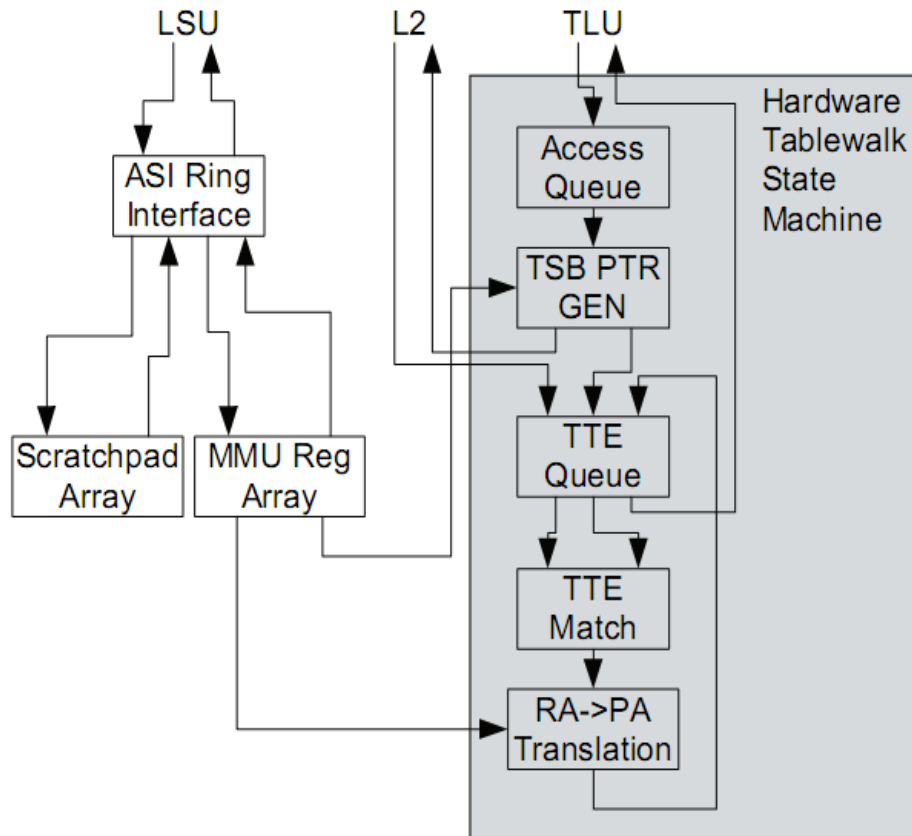 LSU
L2
TLU
Hardware
Tablewalk
State
Machine
Access
Queue
ASI Ring
Interface
TSB PTR
GEN
Scratchpad
Array
MMU Reg
Array
TTE
Queue
TTE
Match
RA->PA
Translation